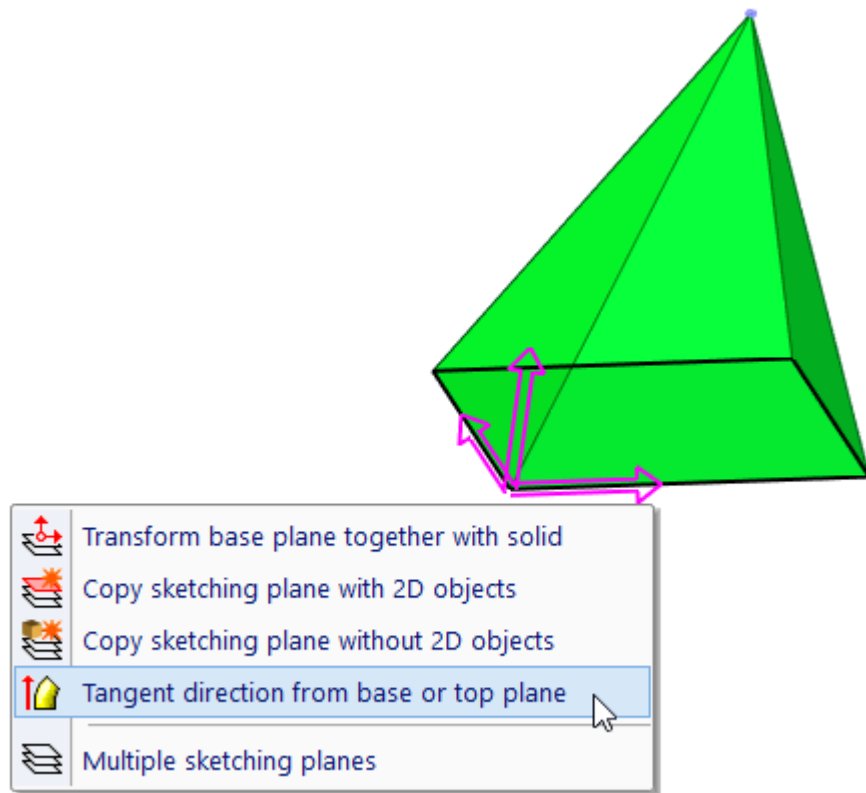 Transform base plane together with solid
Copy sketching plane with 2D objects
Copy sketching plane without 2D objects
Tangent direction from base or top plane
Multiple sketching planes